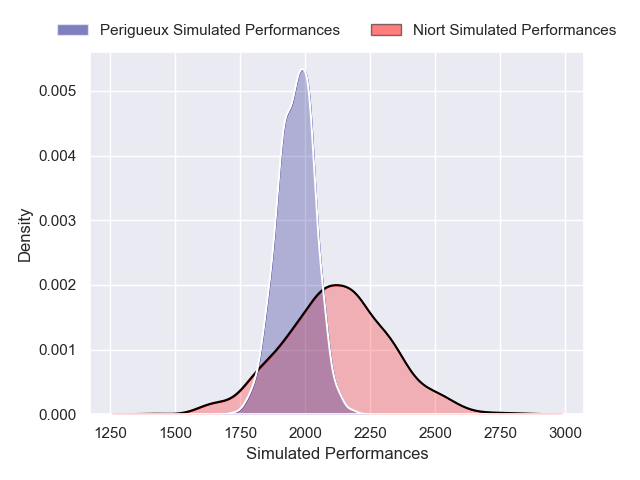 Perigueux Simulated Performances Niort Simulated Performances
0.005
0.004
0.003
0.002
0.001
0.000
Density
1250 1500 1750 2000 2250 2500 2750 3000
Simulated Performances